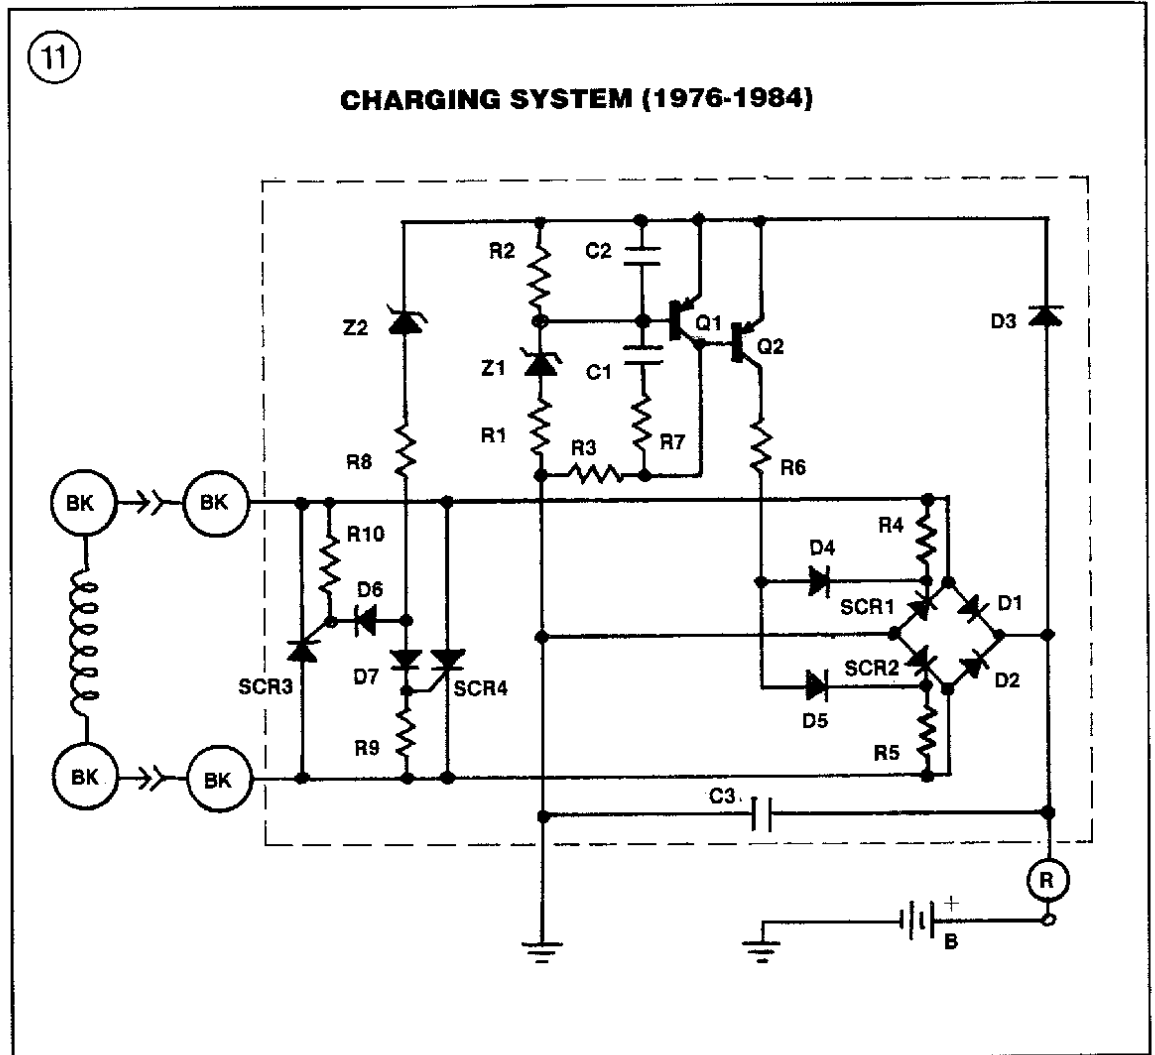 11
CHARGING SYSTEM (1976-1984)
R2
C2
Q1
Z2
D3
Q2
Z1
C1
R1
R3
R7
R8
R6
BK
BK
R10
R4
D4
D6
SCR1
D1
SCR3
D7
SCR4
SCR2
D2
D5
R9
R5
BK
BK
C3
R
+
B